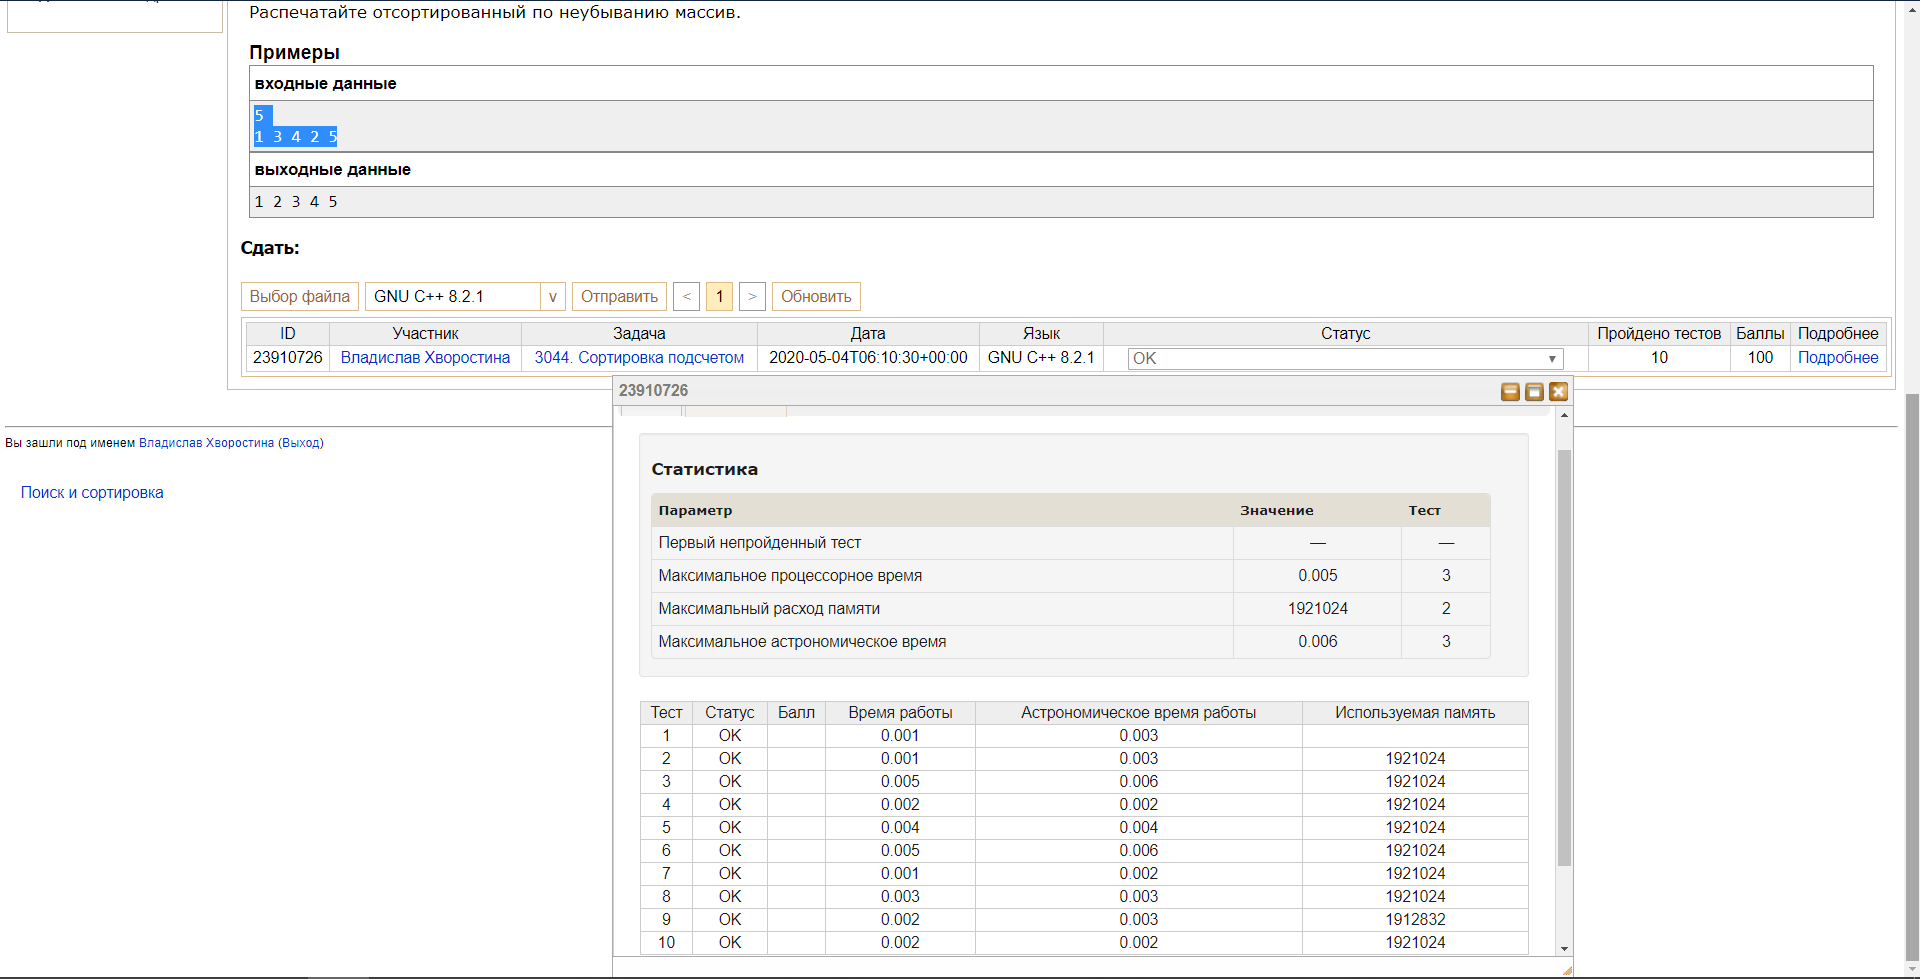 Распечатайте отсортированный по неубыванию массив.
Примеры
входные данные
5
1 3 4 2 5
выходные данные
1 2 3 4 5
Сдать:
Выбор файла GNU C++ 8.2.1 v Отправить < 1 > Обновить
ID Участник Задача Дата Язык Статус Пройдено тестов Баллы Подробнее
23910726 Владислав Хворостина 3044. Сортировка подсчетом 2020-05-04T06:10:30+00:00 GNU C++ 8.2.1 OK 10 100 Подробнее
23910726
Вы зашли под именем Владислав Хворостина (Выход)
Поиск и сортировка
Статистика
Параметр Значение Тест
Первый непройденный тест — —
Максимальное процессорное время 0.005 3
Максимальный расход памяти 1921024 2
Максимальное астрономическое время 0.006 3
Тест Статус Балл Время работы Астрономическое время работы Используемая память
1 OK 0.001 0.003
2 OK 0.001 0.003 1921024
3 OK 0.005 0.006 1921024
4 OK 0.002 0.002 1921024
5 OK 0.004 0.004 1921024
6 OK 0.005 0.006 1921024
7 OK 0.001 0.002 1921024
8 OK 0.003 0.003 1921024
9 OK 0.002 0.003 1912832
10 OK 0.002 0.002 1921024